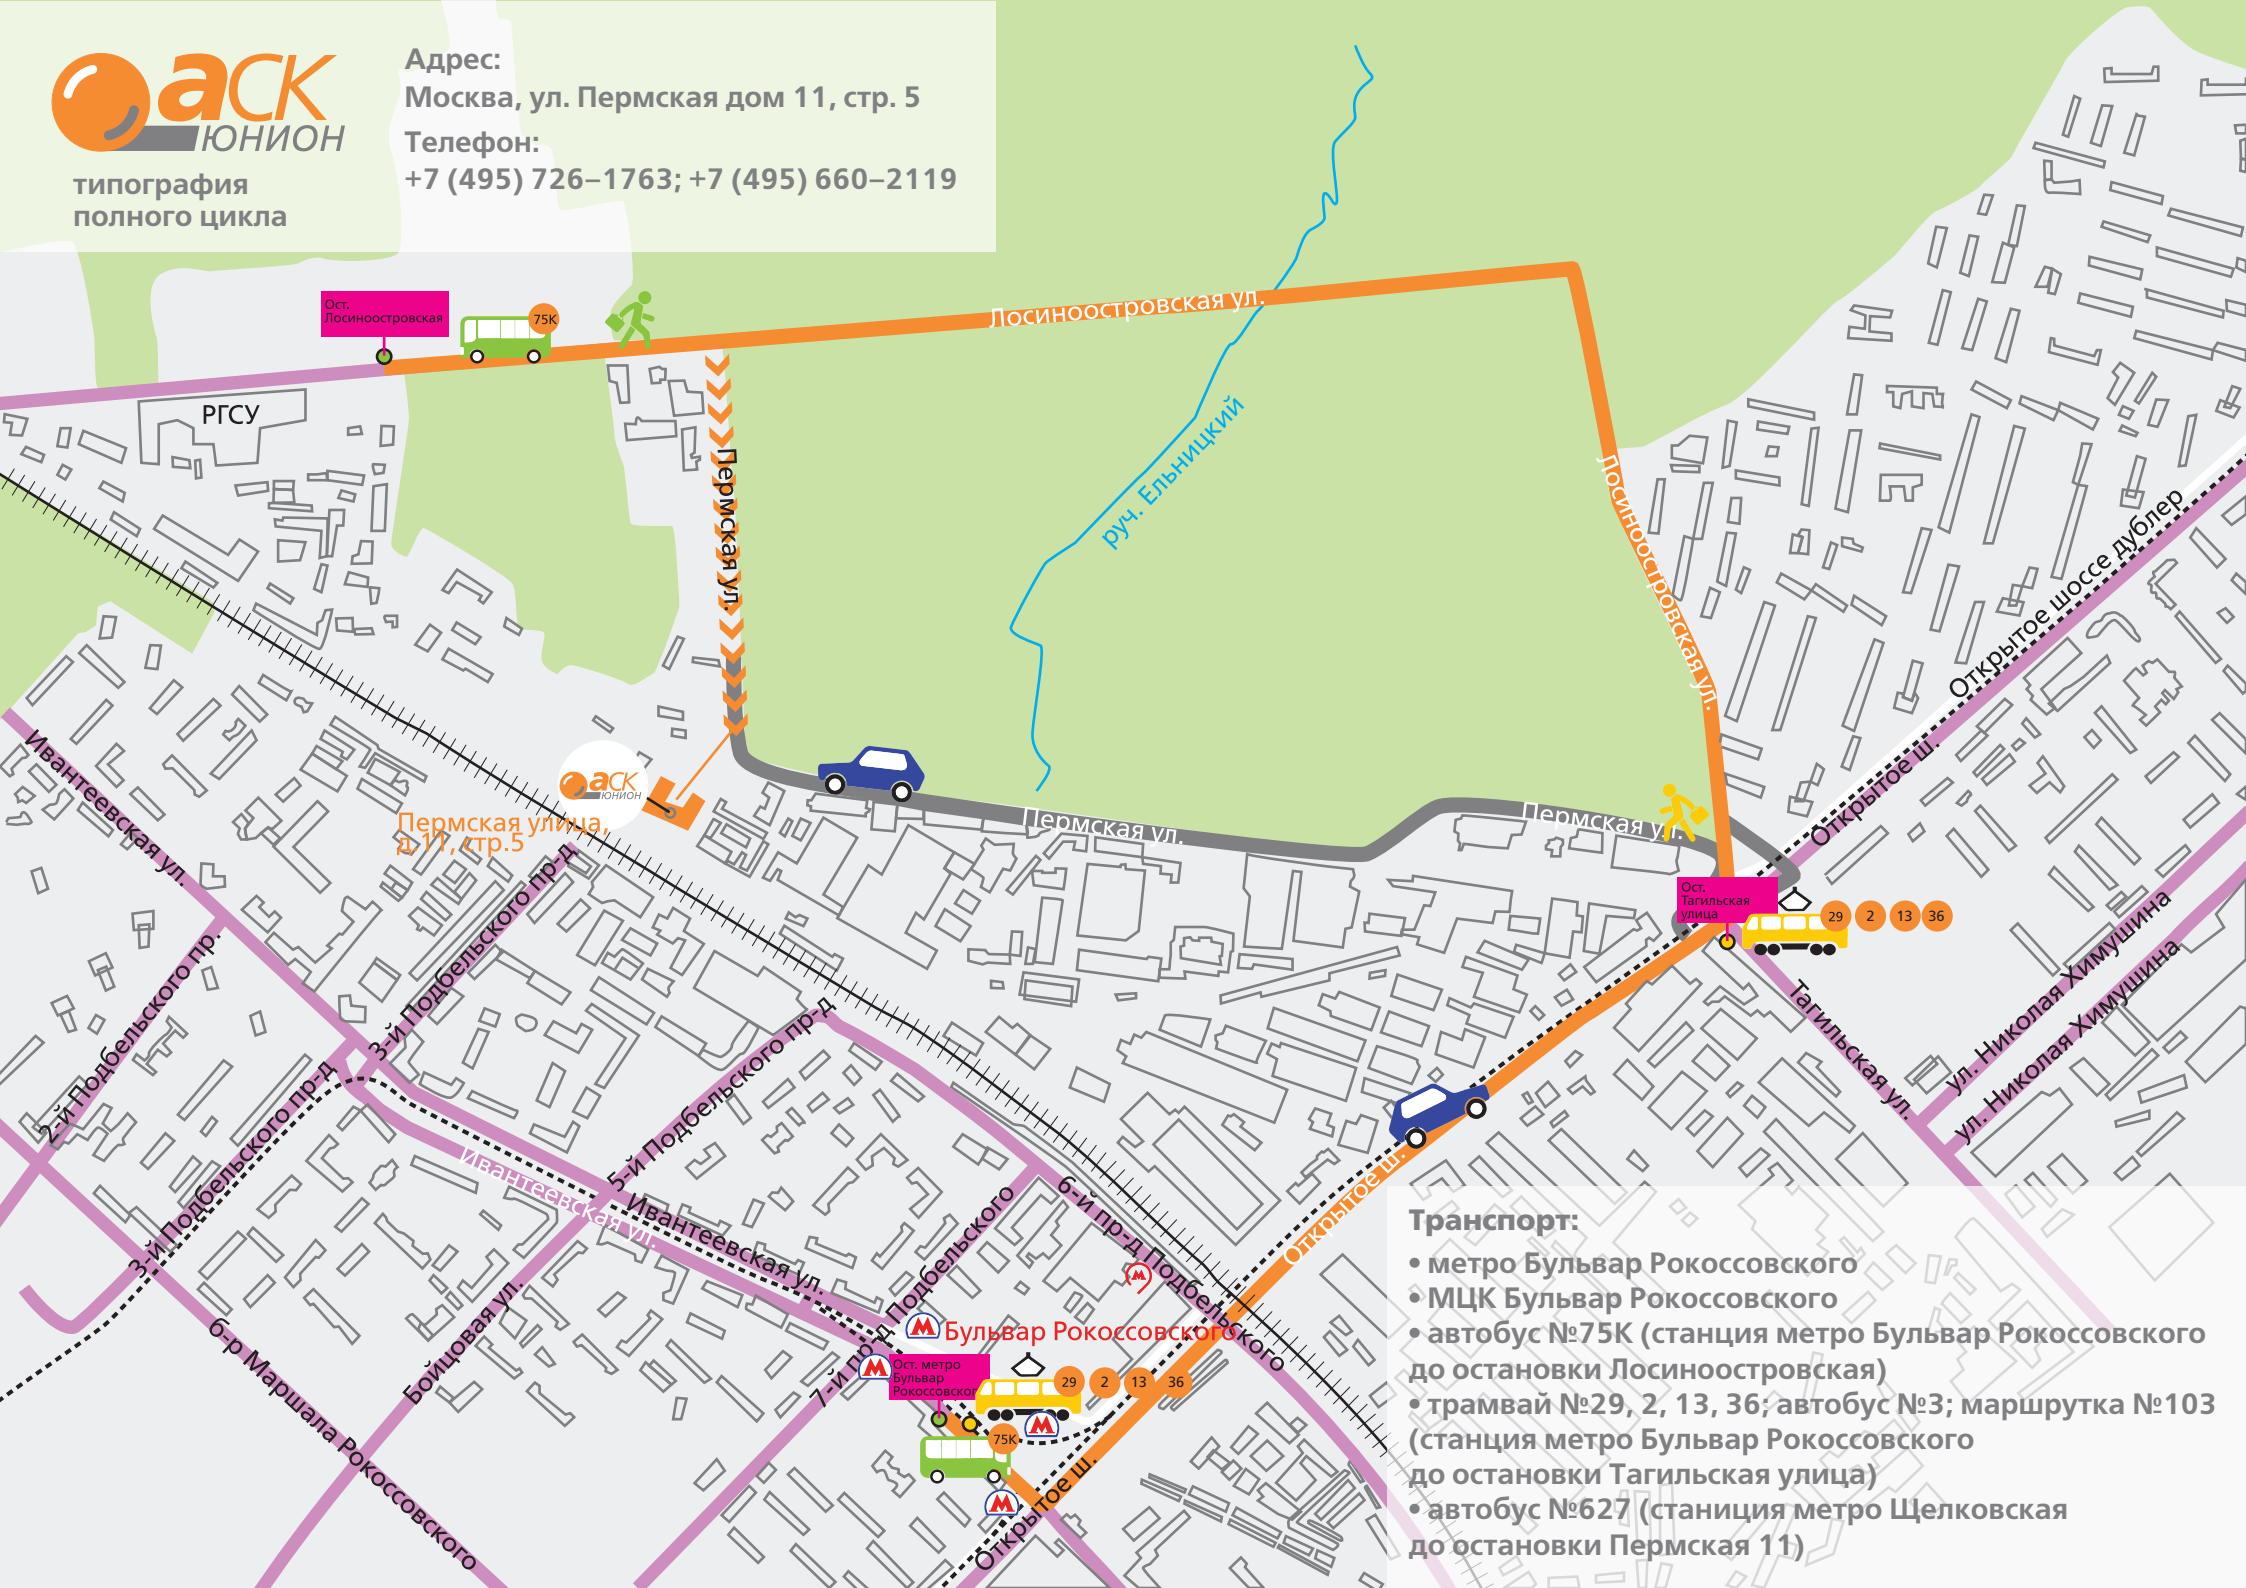 аСК
ЮНИОН
типография
полного цикла
Адрес:
Москва, ул. Пермская дом 11, стр. 5
Телефон:
+7 (495) 726–1763; +7 (495) 660–2119
Ост.
Лосиноостровская
75К
Лосиноостровская ул.
РГСУ
Пермская ул.
руч. Ельницкий
Лосиноостровская ул.
Открытое шоссе дублер
Открытое ш.
аСК
ЮНИОН
Пермская улица,
д.11, стр.5
Пермская ул.
Пермская ул.
Ост.
Тагильская
улица
29
2
13
36
Ивантеевская ул.
2-й Подбельского пр.
3-й Подбельского пр-д
3-й Подбельского пр-д
5-й Подбельского пр-д
Тагильская ул.
ул. Николая Химушина
ул. Николая Химушина
Ивантеевская ул.
Ивантеевская ул.
6-й пр-д Подбельского
7-й пр-д Подбельского
Открытое ш.
Бойцовая ул.
б-р Маршала Рокоссовского
М
М
Бульвар Рокоссовского
М
Ост. метро
Бульвар
Рокоссовског
29
2
13
36
М
75К
М
Открытое ш.
Транспорт:
• метро Бульвар Рокоссовского
• МЦК Бульвар Рокоссовского
• автобус №75К (станция метро Бульвар Рокоссовского
до остановки Лосиноостровская)
• трамвай №29, 2, 13, 36; автобус №3; маршрутка №103
(станция метро Бульвар Рокоссовского
до остановки Тагильская улица)
• автобус №627 (станиция метро Щелковская
до остановки Пермская 11)